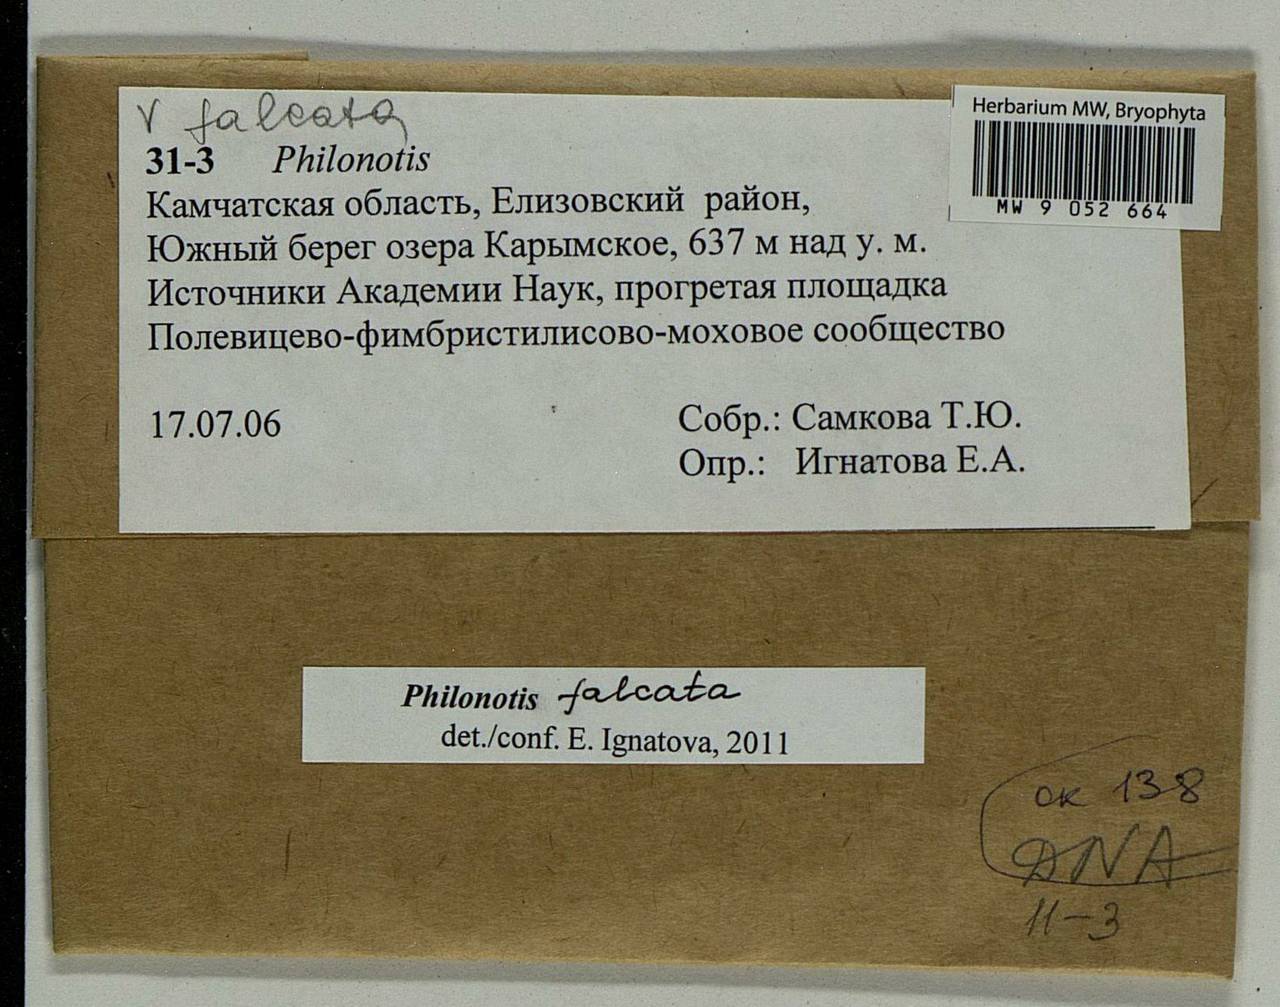 V falcata
Herbarium MW, Bryophyta
MW 9 052 664
31-3 Philonotis
Камчатская область, Елизовский район,
Южный берег озера Карымское, 637 м над у. м.
Источники Академии Наук, прогретая площадка
Полевицево-фимбристилисово-моховое сообщество
17.07.06
Собр.: Самкова Т.Ю.
Опр.: Игнатова Е.А.
Philonotis falcata
det./conf. E. Ignatova, 2011
ок 138
DNA
11-3